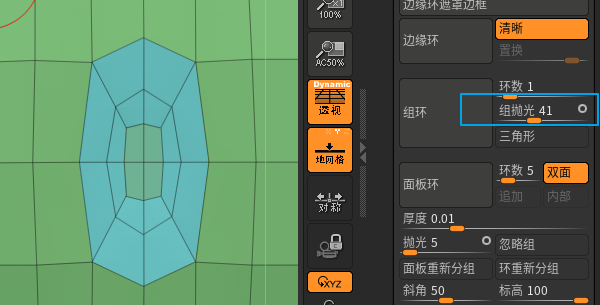 边缘环遮罩边框
100%
清晰
边缘环
置换
AC50%
Dynamic
透视
环数 1
组环
组抛光 41
三角形
地网格
环数 5
双面
面板环
追加
内部
对称
厚度 0.01
抛光 5
忽略组
面板重新分组
环重新分组
XYZ
斜角 50
标高 100